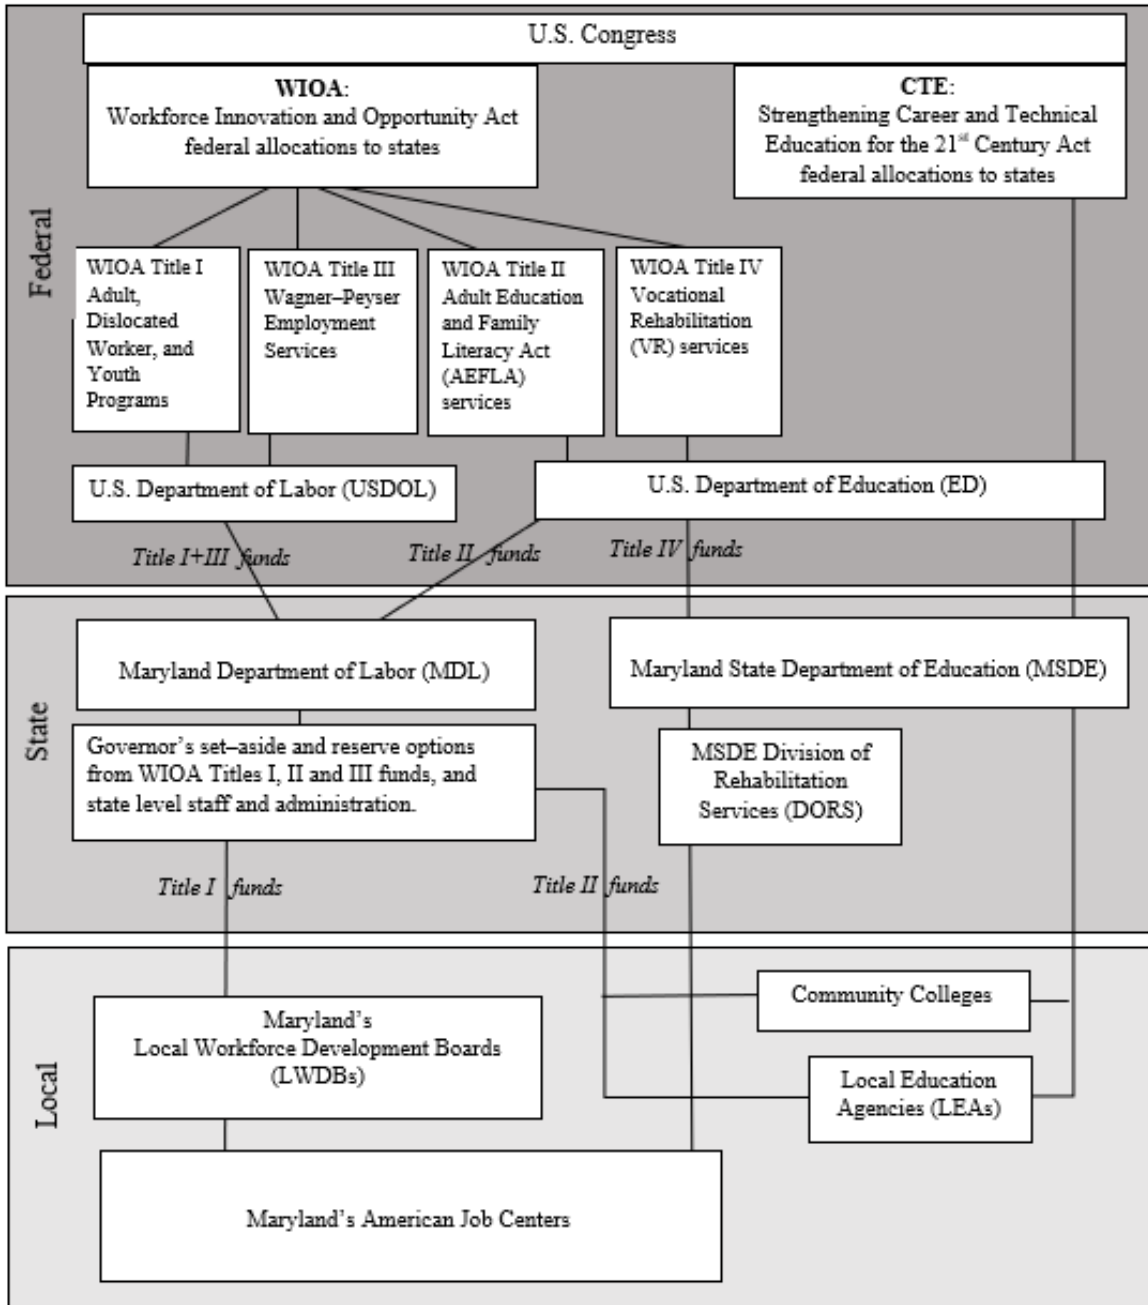 U.S. Congress
WIOA:
Workforce Innovation and Opportunity Act
federal allocations to states
CTE:
Strengthening Career and Technical
Education for the 21st Century Act
federal allocations to states
Federal
WIOA Title I
Adult,
Dislocated
Worker, and
Youth
Programs
WIOA Title III
Wagner–Peyser
Employment
Services
WIOA Title II
Adult Education
and Family
Literacy Act
(AEFLA)
services
WIOA Title IV
Vocational
Rehabilitation
(VR) services
U.S. Department of Labor (USDOL)
U.S. Department of Education (ED)
Title I+III funds
Title II funds
Title IV funds
State
Maryland Department of Labor (MDL)
Maryland State Department of Education (MSDE)
Governor’s set–aside and reserve options
from WIOA Titles I, II and III funds, and
state level staff and administration.
MSDE Division of
Rehabilitation
Services (DORS)
Title I funds
Title II funds
Local
Maryland’s
Local Workforce Development Boards
(LWDBs)
Community Colleges
Local Education
Agencies (LEAs)
Maryland’s American Job Centers